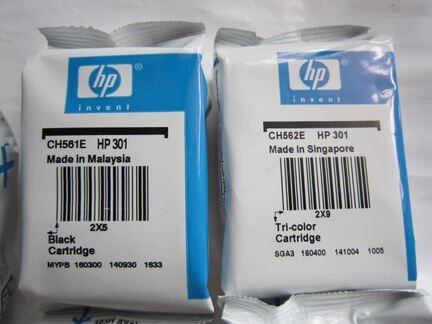 hp
invent
CH561E HP 301
Made in Malaysia
2X5
Black
Cartridge
MYPB 160300 140930 1633
hp
invent
CH562E HP 301
Made in Singapore
2X9
Tri-color
Cartridge
SGA3 160400 141004 1005